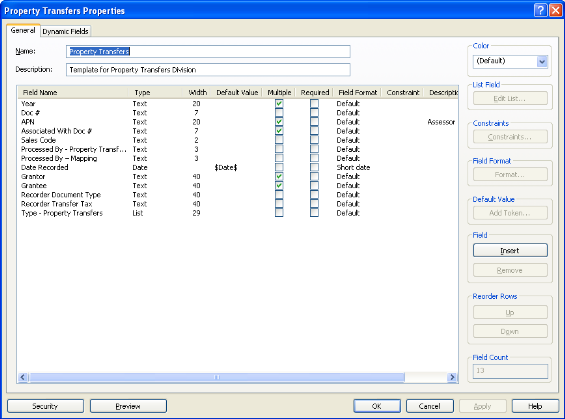 Property Transfers Properties
General Dynamic Fields
Name: Property Transfers
Description: Template for Property Transfers Division
Field Name Type Width Default Value Multiple Required Field Format Constraint Descriptio
Year Text 20 Default
Doc # Text 7 Default
APN Text 20 Default Assessor
Associated With Doc # Text 7 Default
Sales Code Text 2 Default
Processed By - Property Transf... Text 3 Default
Processed By – Mapping Text 3 Default
Date Recorded Date $Date$ Short date
Grantor Text 40 Default
Grantee Text 40 Default
Recorder Document Type Text 40 Default
Recorder Transfer Tax Text 40 Default
Type - Property Transfers List 29 Default
Color
(Default)
List Field
Edit List...
Constraints
Constraints...
Field Format
Format...
Default Value
Add Token...
Field
Insert
Remove
Reorder Rows
Up
Down
Field Count
13
Security Preview OK Cancel Apply Help